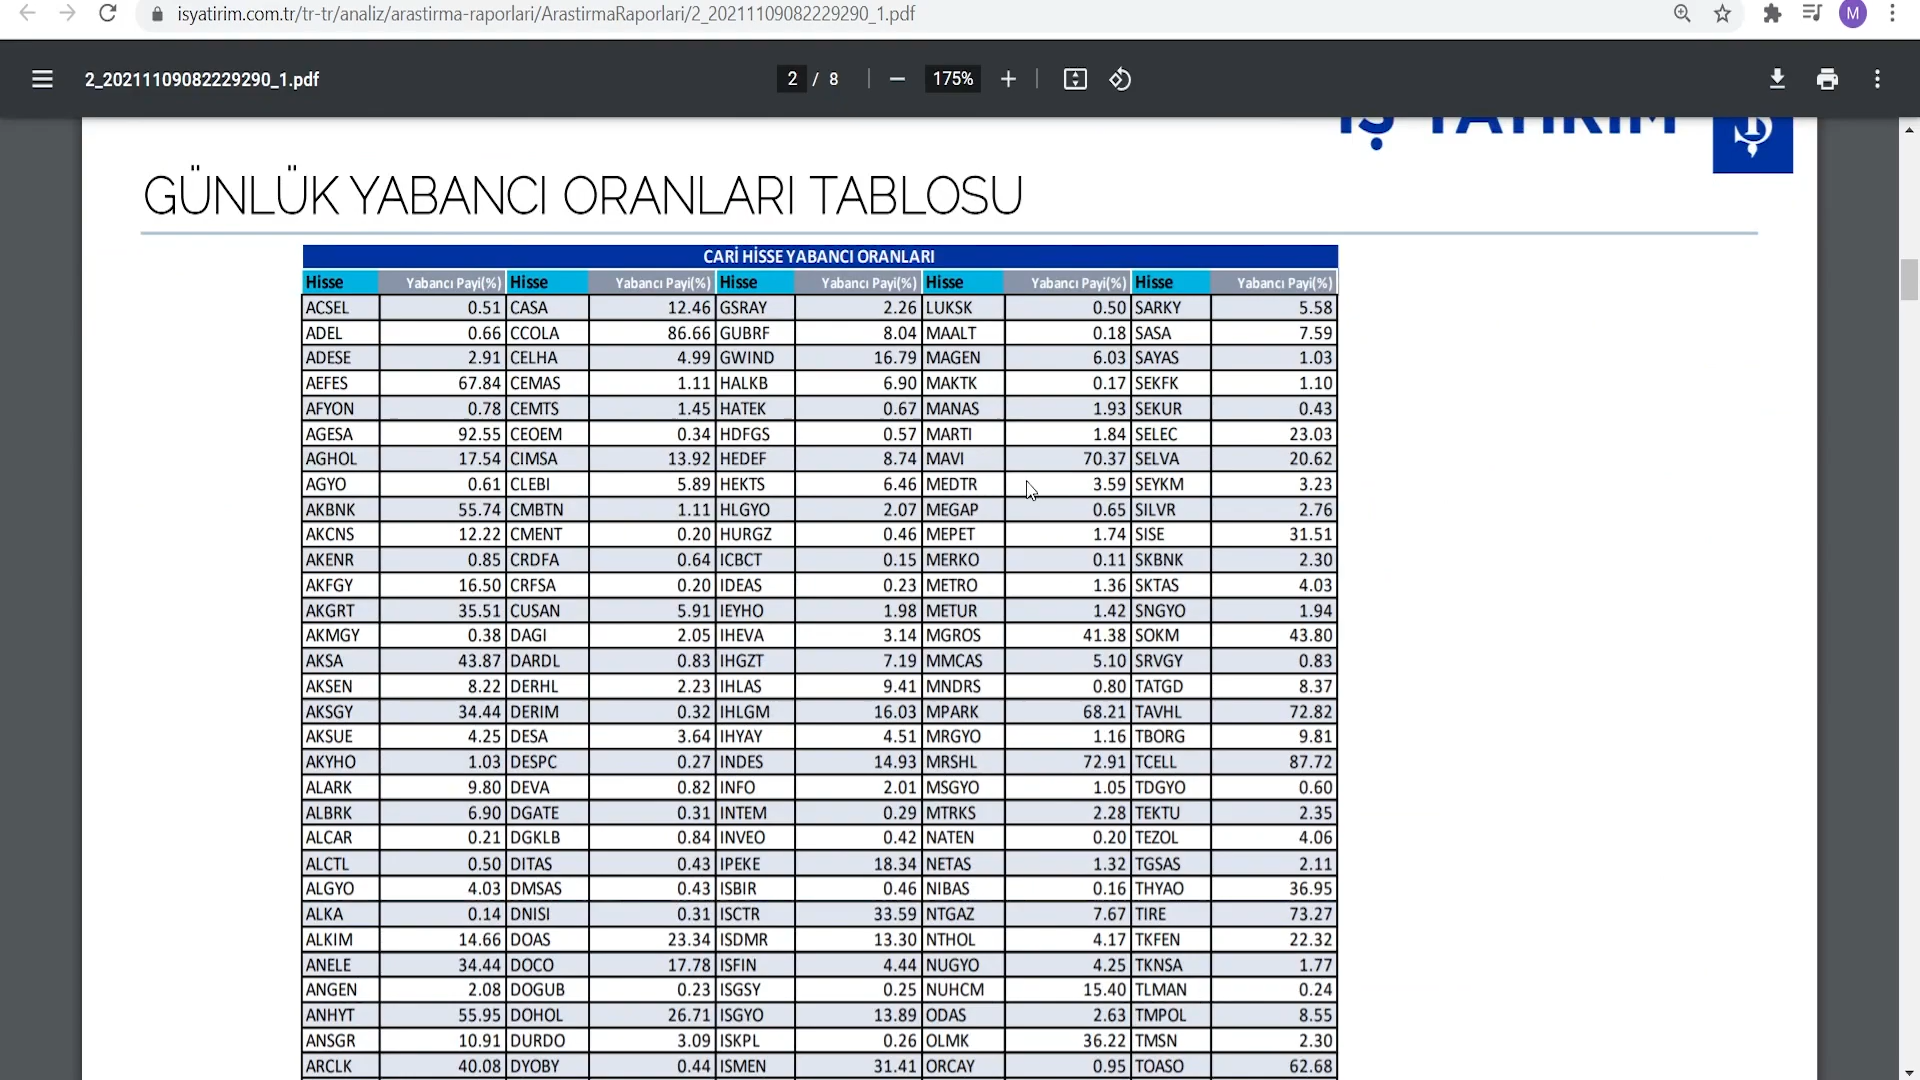 isyatirim.com.tr/tr-tr/analiz/arastirma-raporlari/ArastirmaRaporlari/2_20211109082229290_1.pdf
M
2_20211109082229290_1.pdf
2 / 8
175%
İŞ YATIRIM
GÜNLÜK YABANCI ORANLARI TABLOSU
CARİ HİSSE YABANCI ORANLARI
Hisse Yabancı Payi(%) Hisse Yabancı Payi(%) Hisse Yabancı Payi(%) Hisse Yabancı Payi(%) Hisse Yabancı Payi(%)
ACSEL 0.51 CASA 12.46 GSRAY 2.26 LUKSK 0.50 SARKY 5.58
ADEL 0.66 CCOLA 86.66 GUBRF 8.04 MAALT 0.18 SASA 7.59
ADESE 2.91 CELHA 4.99 GWIND 16.79 MAGEN 6.03 SAYAS 1.03
AEFES 67.84 CEMAS 1.11 HALKB 6.90 MAKTK 0.17 SEKFK 1.10
AFYON 0.78 CEMTS 1.45 HATEK 0.67 MANAS 1.93 SEKUR 0.43
AGESA 92.55 CEOEM 0.34 HDFGS 0.57 MARTI 1.84 SELEC 23.03
AGHOL 17.54 CIMSA 13.92 HEDEF 8.74 MAVI 70.37 SELVA 20.62
AGYO 0.61 CLEBI 5.89 HEKTS 6.46 MEDTR 3.59 SEYKM 3.23
AKBNK 55.74 CMBTN 1.11 HLGYO 2.07 MEGAP 0.65 SILVR 2.76
AKCNS 12.22 CMENT 0.20 HURGZ 0.46 MEPET 1.74 SISE 31.51
AKENR 0.85 CRDFA 0.64 ICBCT 0.15 MERKO 0.11 SKBNK 2.30
AKFGY 16.50 CRFSA 0.20 IDEAS 0.23 METRO 1.36 SKTAS 4.03
AKGRT 35.51 CUSAN 5.91 IEYHO 1.98 METUR 1.42 SNGYO 1.94
AKMGY 0.38 DAGI 2.05 IHEVA 3.14 MGROS 41.38 SOKM 43.80
AKSA 43.87 DARDL 0.83 IHGZT 7.19 MMCAS 5.10 SRVGY 0.83
AKSEN 8.22 DERHL 2.23 IHLAS 9.41 MNDRS 0.80 TATGD 8.37
AKSGY 34.44 DERIM 0.32 IHLGM 16.03 MPARK 68.21 TAVHL 72.82
AKSUE 4.25 DESA 3.64 IHYAY 4.51 MRGYO 1.16 TBORG 9.81
AKYHO 1.03 DESPC 0.27 INDES 14.93 MRSHL 72.91 TCELL 87.72
ALARK 9.80 DEVA 0.82 INFO 2.01 MSGYO 1.05 TDGYO 0.60
ALBRK 6.90 DGATE 0.31 INTEM 0.29 MTRKS 2.28 TEKTU 2.35
ALCAR 0.21 DGKLB 0.84 INVEO 0.42 NATEN 0.20 TEZOL 4.06
ALCTL 0.50 DITAS 0.43 IPEKE 18.34 NETAS 1.32 TGSAS 2.11
ALGYO 4.03 DMSAS 0.43 ISBIR 0.46 NIBAS 0.16 THYAO 36.95
ALKA 0.14 DNISI 0.31 ISCTR 33.59 NTGAZ 7.67 TIRE 73.27
ALKIM 14.66 DOAS 23.34 ISDMR 13.30 NTHOL 4.17 TKFEN 22.32
ANELE 34.44 DOCO 17.78 ISFIN 4.44 NUGYO 4.25 TKNSA 1.77
ANGEN 2.08 DOGUB 0.23 ISGSY 0.25 NUHCM 15.40 TLMAN 0.24
ANHYT 55.95 DOHOL 26.71 ISGYO 13.89 ODAS 2.63 TMPOL 8.55
ANSGR 10.91 DURDO 3.09 ISKPL 0.26 OLMK 36.22 TMSN 2.30
ARCLK 40.08 DYOBY 0.44 ISMEN 31.41 ORCAY 0.95 TOASO 62.68